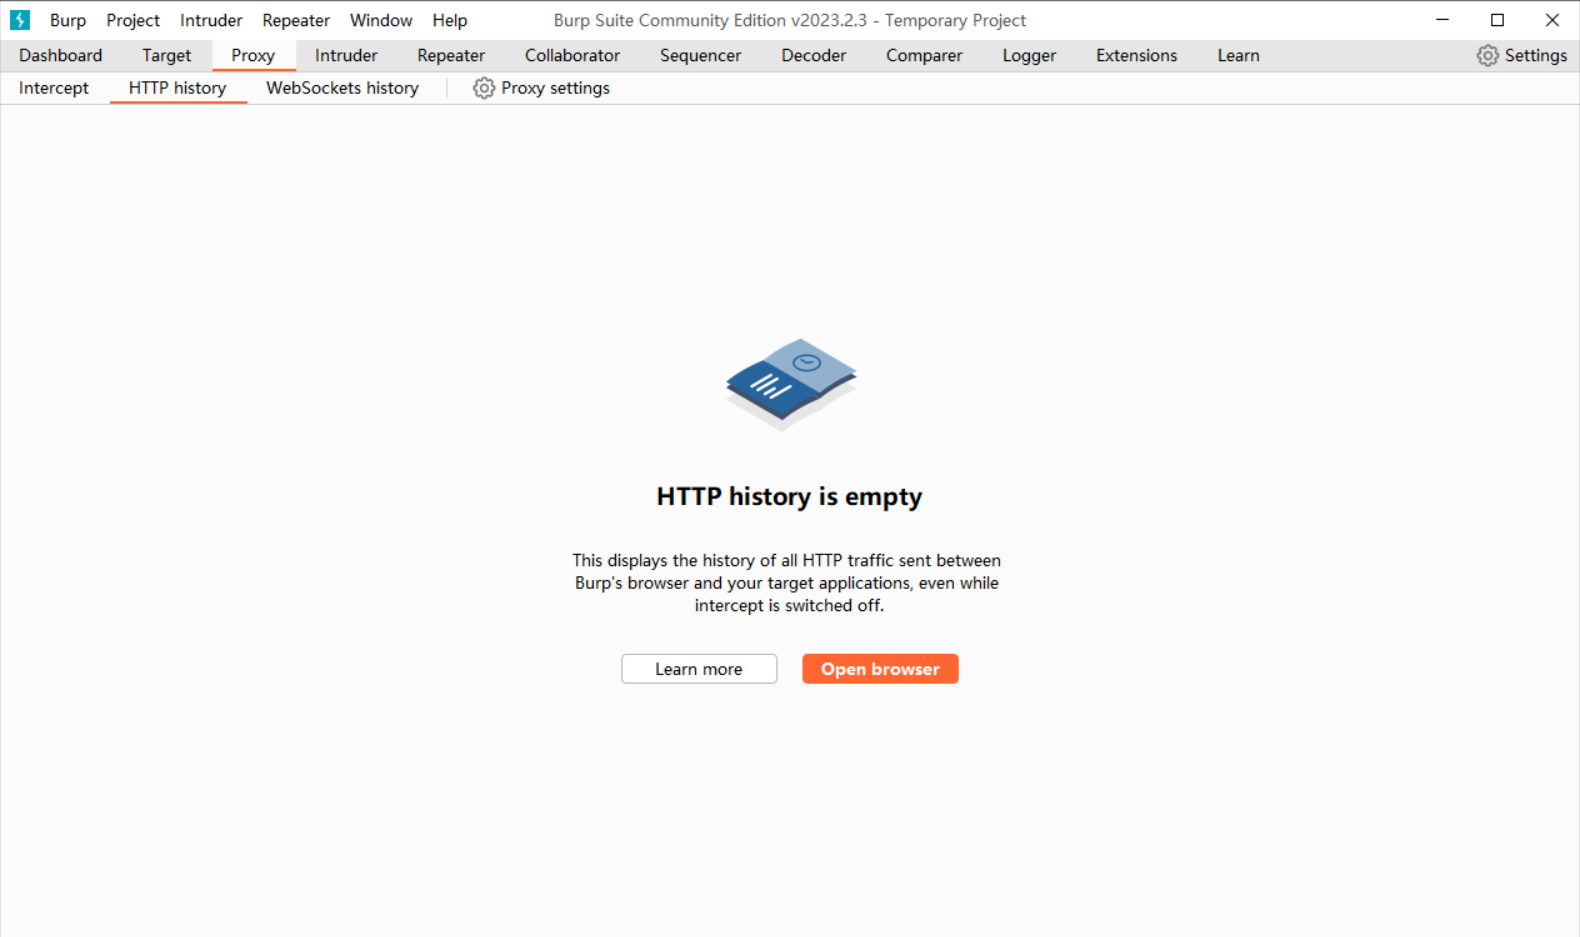 Burp Project Intruder Repeater Window Help Burp Suite Community Edition v2023.2.3 - Temporary Project
Dashboard Target Proxy Intruder Repeater Collaborator Sequencer Decoder Comparer Logger Extensions Learn Settings
Intercept HTTP history WebSockets history Proxy settings
HTTP history is empty
This displays the history of all HTTP traffic sent between
Burp's browser and your target applications, even while
intercept is switched off.
Learn more Open browser